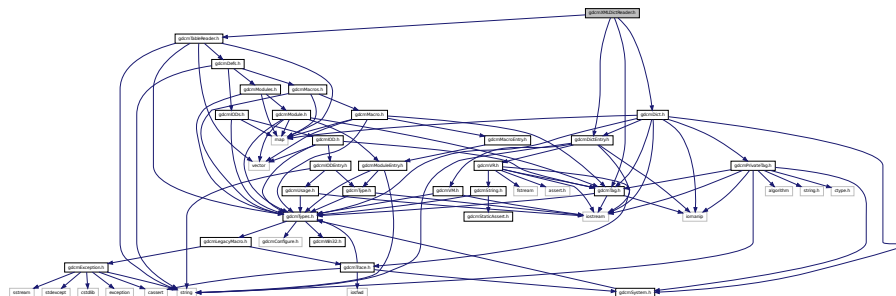 gdcmXMLDictReader.h
gdcmTableReader.h
gdcmDefs.h
gdcmModules.h
gdcmMacros.h
gdcmIODs.h
gdcmModule.h
gdcmMacro.h
gdcmDict.h
map
gdcmIOD.h
gdcmMacroEntry.h
gdcmDictEntry.h
vector
gdcmIODEntry.h
gdcmModuleEntry.h
gdcmVR.h
gdcmPrivateTag.h
gdcmUsage.h
gdcmType.h
gdcmVM.h
gdcmString.h
fstream
assert.h
gdcmTag.h
algorithm
string.h
ctype.h
gdcmTypes.h
gdcmStaticAssert.h
iostream
iomanip
gdcmLegacyMacro.h
gdcmConfigure.h
gdcmWin32.h
gdcmException.h
gdcmTrace.h
sstream
stdexcept
cstdlib
exception
cassert
string
iosfwd
gdcmSystem.h